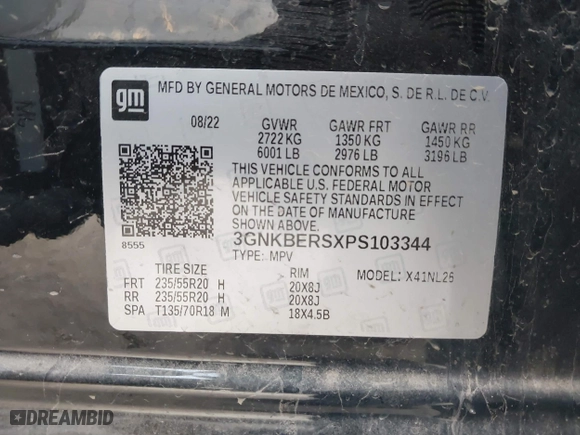 gm
MFD BY GENERAL MOTORS DE MEXICO, S. DE R.L. DE C.V.
08/22 GVWR GAWR FRT GAWR RR
2722 KG 1350 KG 1450 KG
6001 LB 2976 LB 3196 LB
THIS VEHICLE CONFORMS TO ALL
APPLICABLE U.S. FEDERAL MOTOR
VEHICLE SAFETY STANDARDS IN EFFECT
ON THE DATE OF MANUFACTURE
SHOWN ABOVE.
8555
3GNKBERSXPS103344
TYPE: MPV
TIRE SIZE RIM MODEL: X41NL26
FRT 235/55R20 H 20X8J
RR 235/55R20 H 20X8J
SPA T135/70R18 M 18X4.5B
DREAMBID